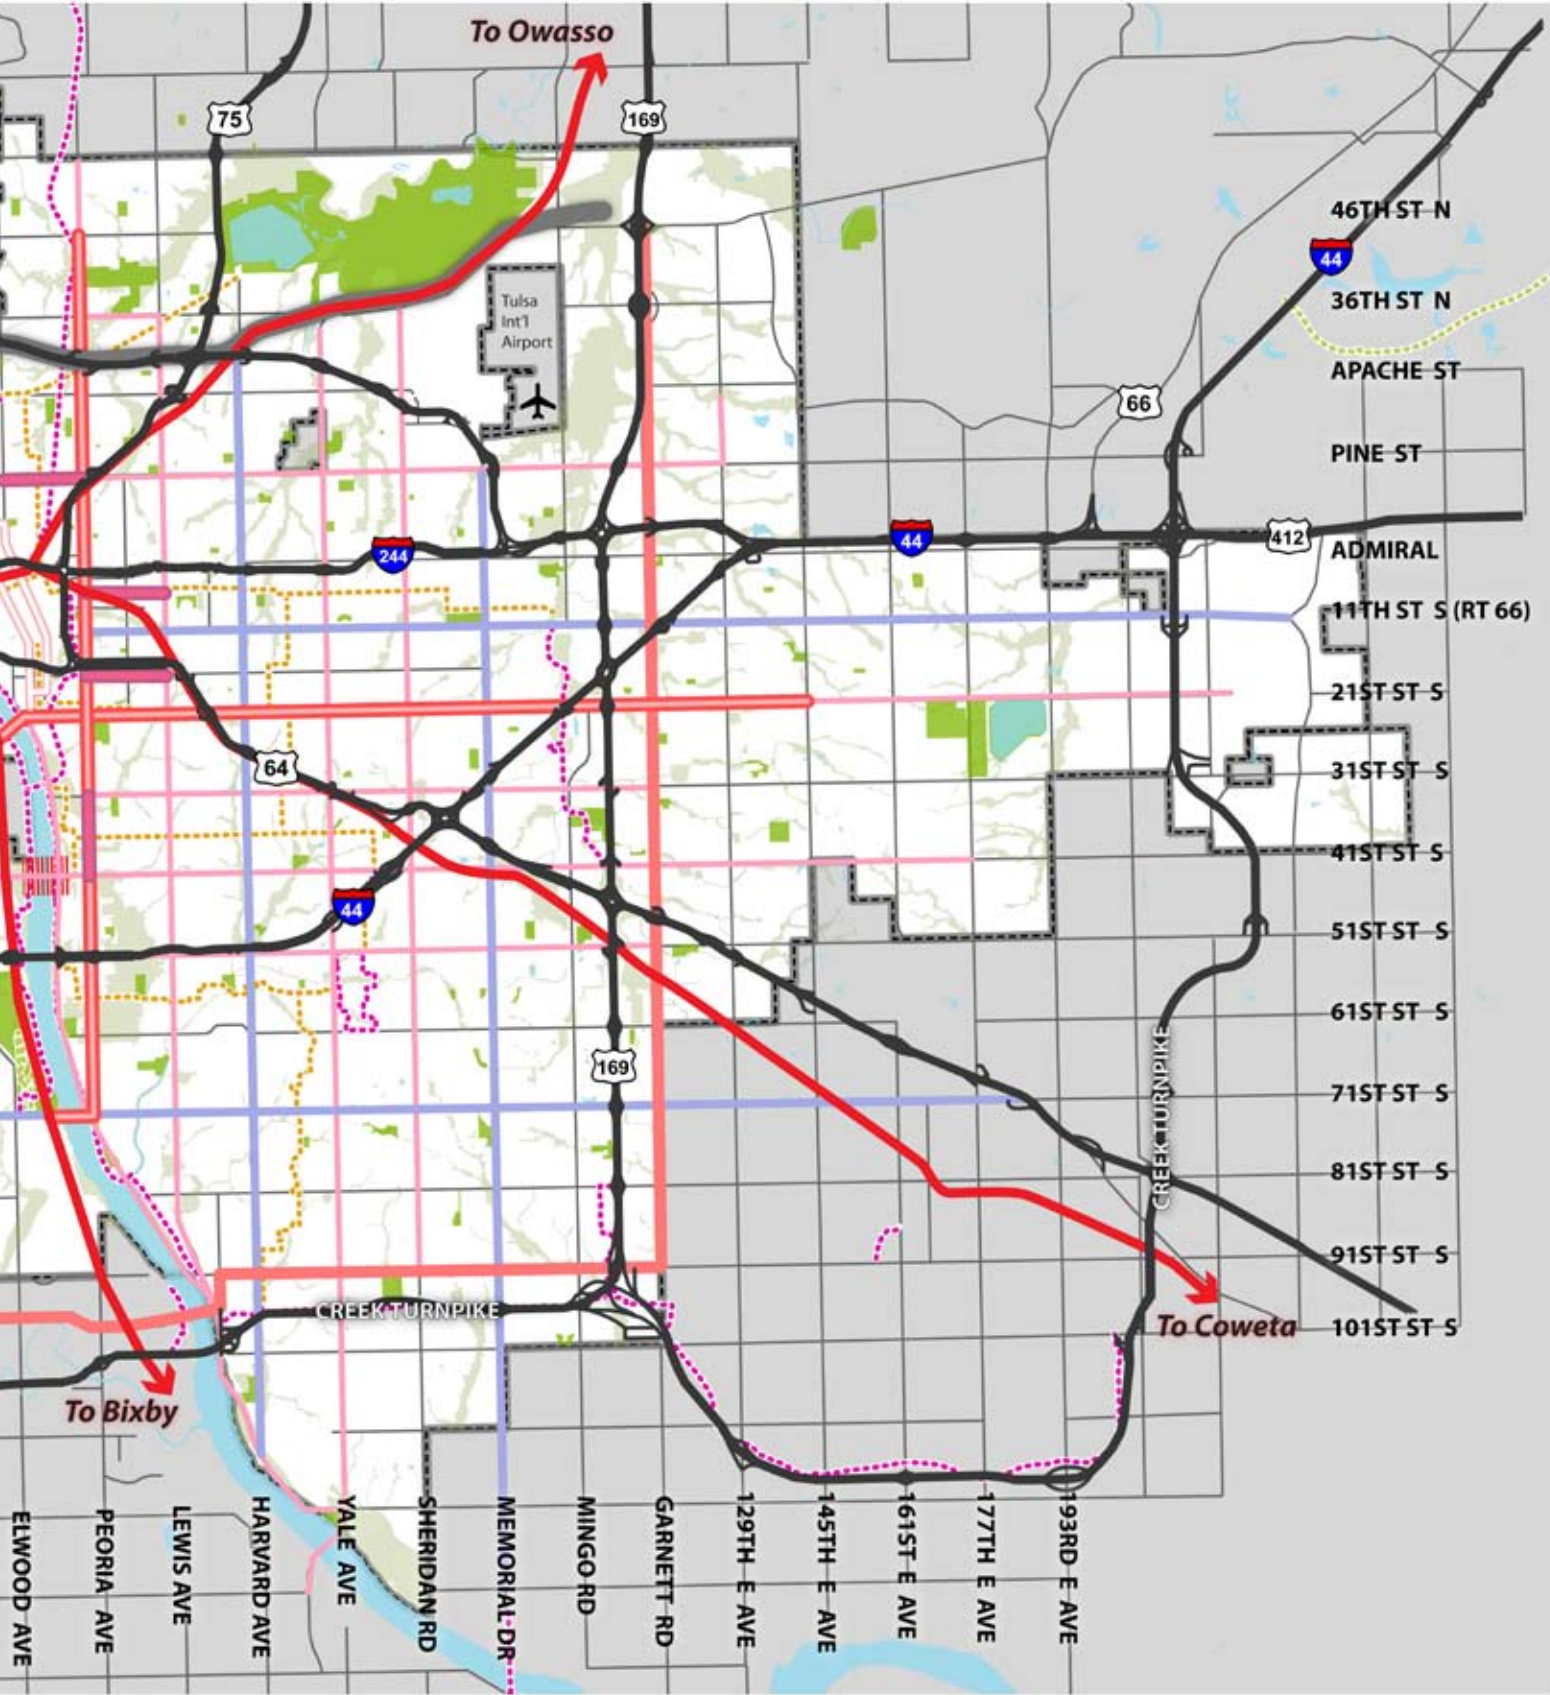 To Owasso
75
169
46TH ST N
44
36TH ST N
Tulsa
Int'l
Airport
APACHE ST
66
PINE ST
244
44
412
ADMIRAL
11TH ST S (RT 66)
21ST ST S
64
31ST ST S
41ST ST S
44
51ST ST S
61ST ST S
169
71ST ST S
CREEK TURNPIKE
81ST ST S
91ST ST S
CREEK TURNPIKE
To Coweta
101ST ST S
To Bixby
ELWOOD AVE
PEORIA AVE
LEWIS AVE
HARVARD AVE
YALE AVE
SHERIDAN RD
MEMORIAL DR
MINGO RD
GARNETT RD
129TH E AVE
145TH E AVE
161ST E AVE
177TH E AVE
193RD E AVE